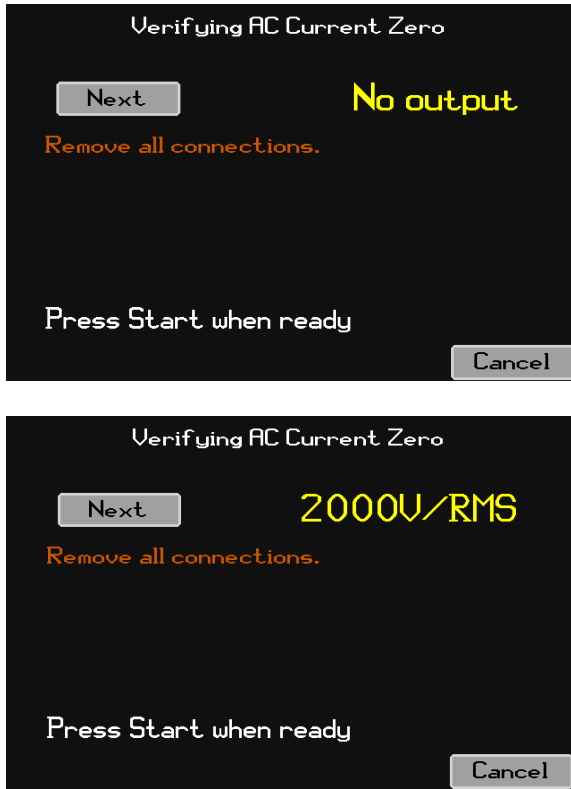 Verifying AC Current Zero
Next
No output
Remove all connections.
Press Start when ready
Cancel
Verifying AC Current Zero
Next
2000V/RMS
Remove all connections.
Press Start when ready
Cancel